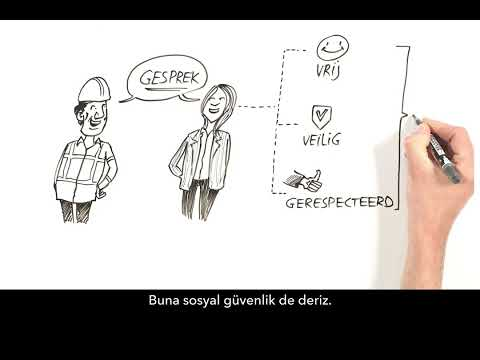 GESPREK
VRIJ
VEILIG
GERESPECTEERD
Buna sosyal güvenlik de deriz.